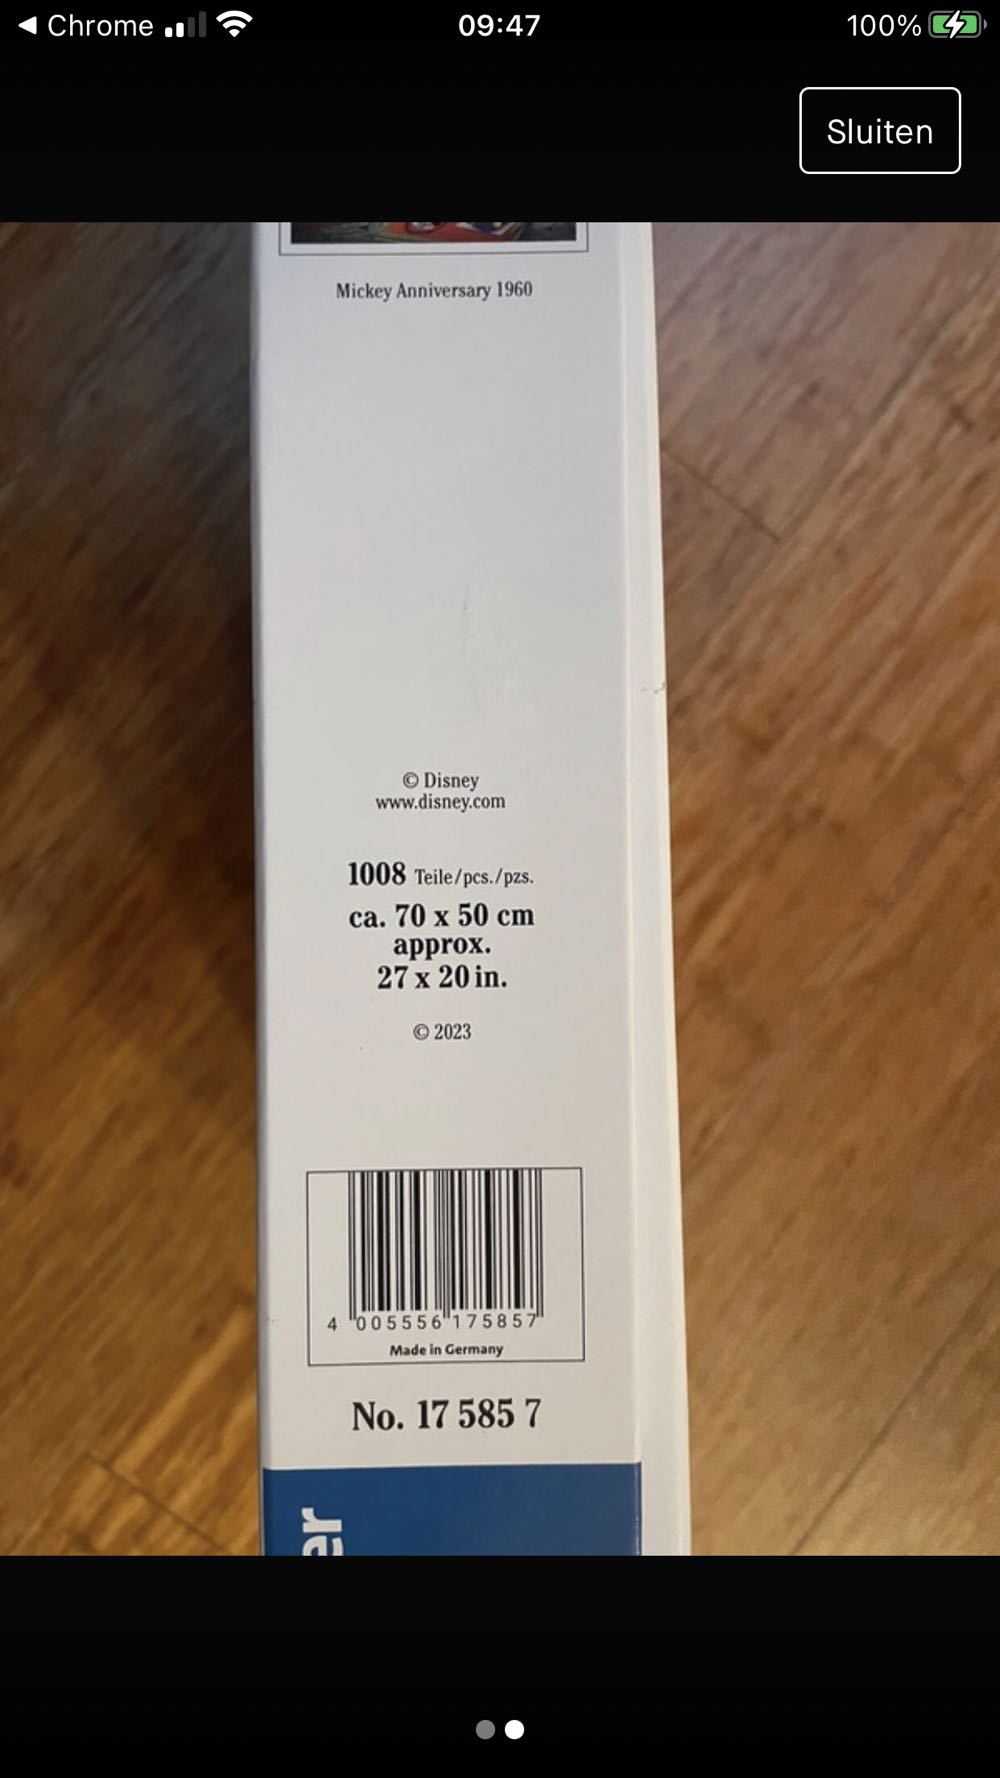 Chrome
09:47
100%
Sluiten
Mickey Anniversary 1960
© Disney
www.disney.com
1008 Teile/pcs./pzs.
ca. 70 x 50 cm
approx.
27 x 20 in.
© 2023
4 005556 175857
Made in Germany
No. 17 585 7
er